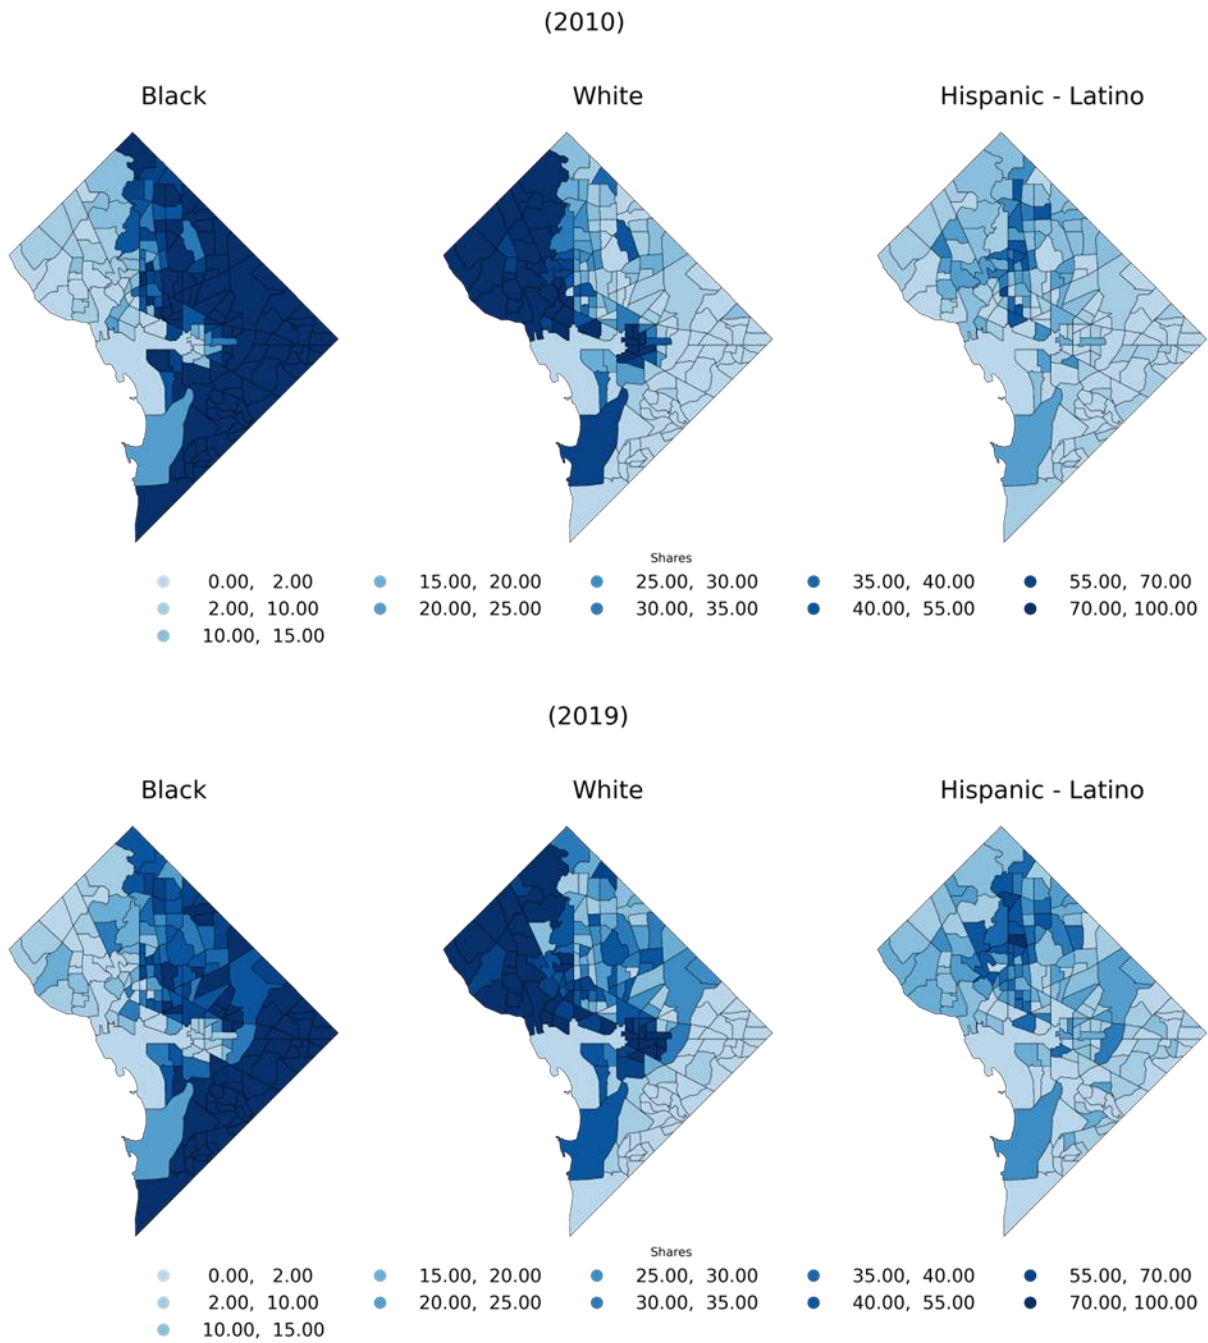 (2010)
Black White Hispanic - Latino
Shares
0.00, 2.00 15.00, 20.00 25.00, 30.00 35.00, 40.00 55.00, 70.00
2.00, 10.00 20.00, 25.00 30.00, 35.00 40.00, 55.00 70.00, 100.00
10.00, 15.00
(2019)
Black White Hispanic - Latino
Shares
0.00, 2.00 15.00, 20.00 25.00, 30.00 35.00, 40.00 55.00, 70.00
2.00, 10.00 20.00, 25.00 30.00, 35.00 40.00, 55.00 70.00, 100.00
10.00, 15.00